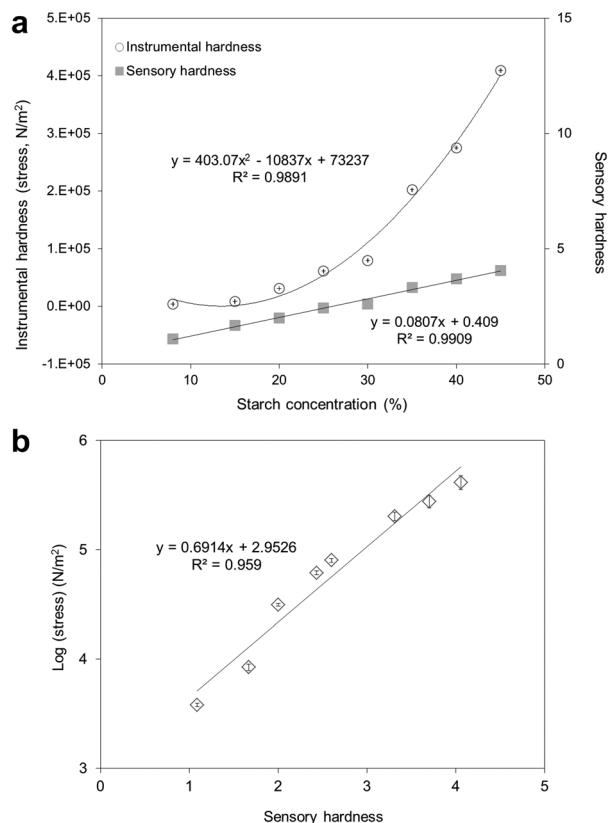 a
Instrumental hardness
Sensory hardness
5.E+05
4.E+05
3.E+05
2.E+05
1.E+05
0.E+00
-1.E+05
Instrumental hardness (stress, N/m²)
15
10
5
0
Sensory hardness
y = 403.07x² - 10837x + 73237
R² = 0.9891
y = 0.0807x + 0.409
R² = 0.9909
0 10 20 30 40 50
Starch concentration (%)
b
6
5
4
3
Log (stress) (N/m²)
y = 0.6914x + 2.9526
R² = 0.959
0 1 2 3 4 5
Sensory hardness